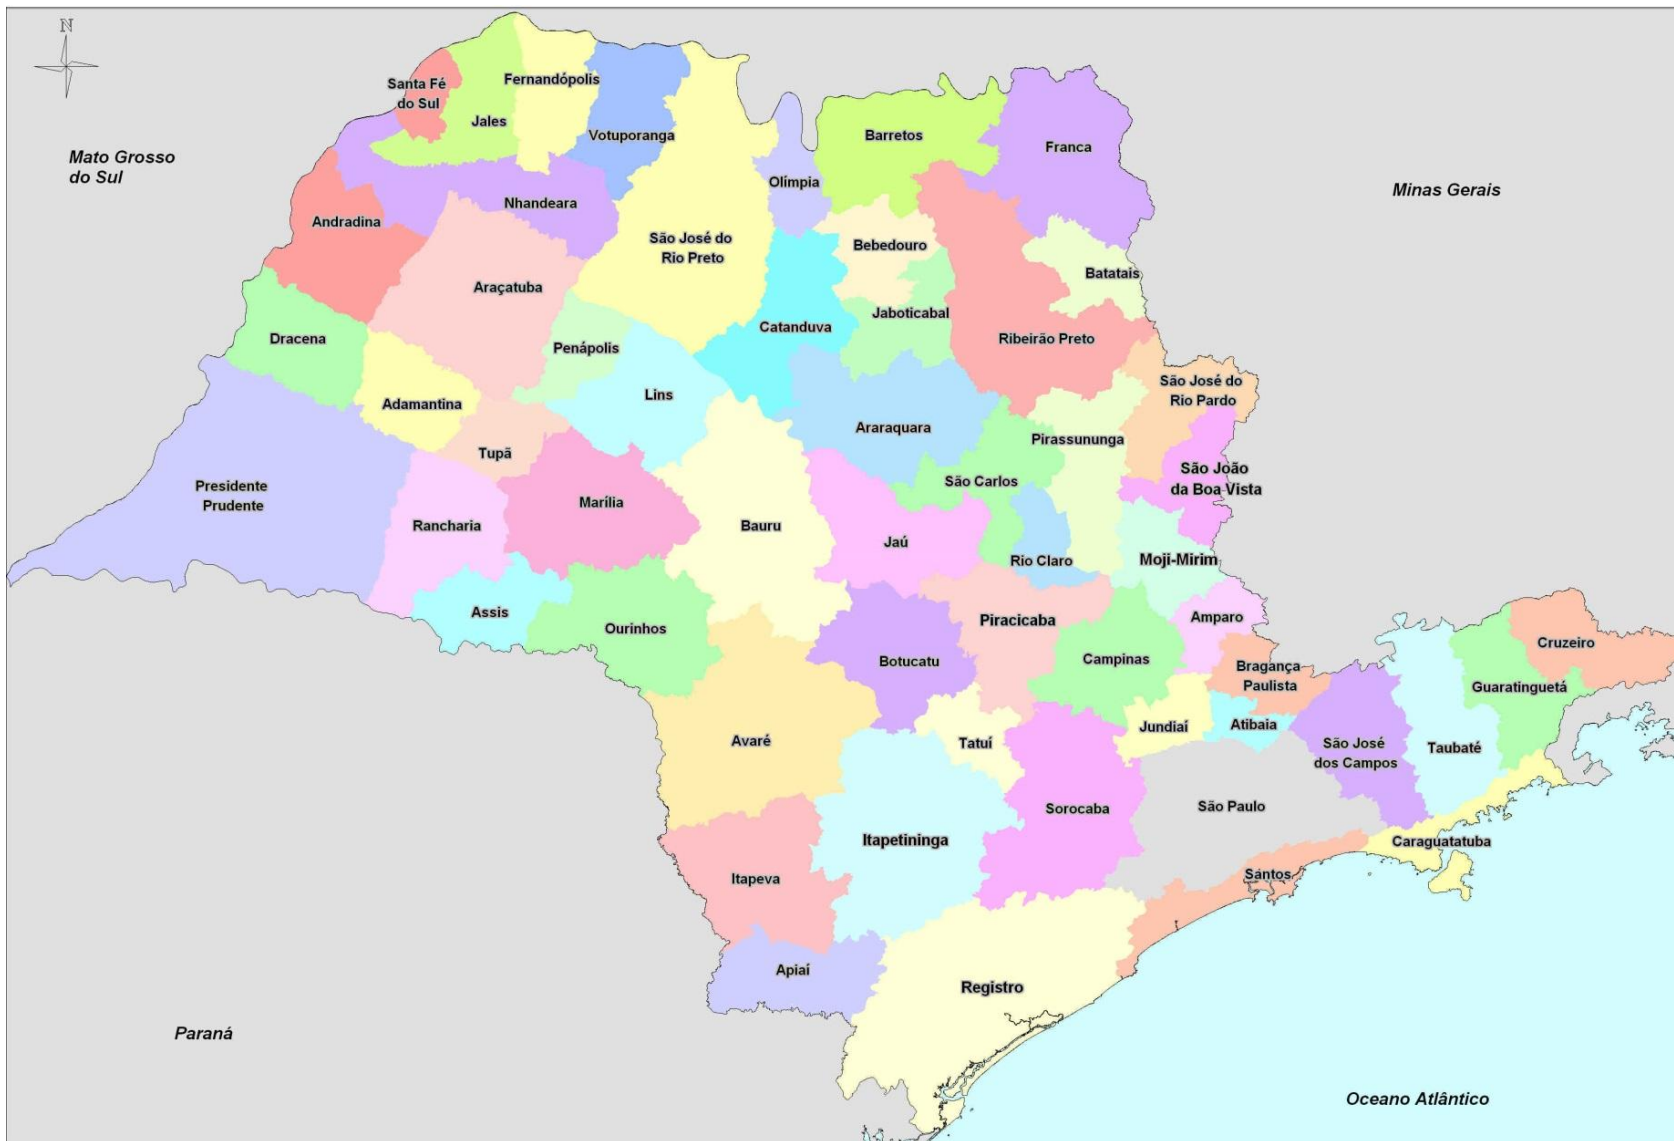 N
Santa Fé
do Sul
Fernandópolis
Jales
Votuporanga
Barretos
Franca
Mato Grosso
do Sul
Olímpia
Minas Gerais
Nhandeara
Andradina
São José do
Rio Preto
Bebedouro
Batatais
Araçatuba
Jaboticabal
Catanduva
Dracena
Penápolis
Ribeirão Preto
São José do
Rio Pardo
Lins
Adamantina
Araraquara
Pirassununga
Tupã
São João
da Boa Vista
São Carlos
Presidente
Prudente
Marília
Rancharia
Bauru
Jaú
Rio Claro
Moji-Mirim
Assis
Amparo
Piracicaba
Ourinhos
Cruzeiro
Botucatu
Campinas
Bragança
Paulista
Guaratinguetá
Jundiaí
Atibaia
Avaré
Tatuí
São José
dos Campos
Taubaté
São Paulo
Sorocaba
Itapetininga
Caraguatatuba
Santos
Itapeva
Apiaí
Registro
Paraná
Oceano Atlântico